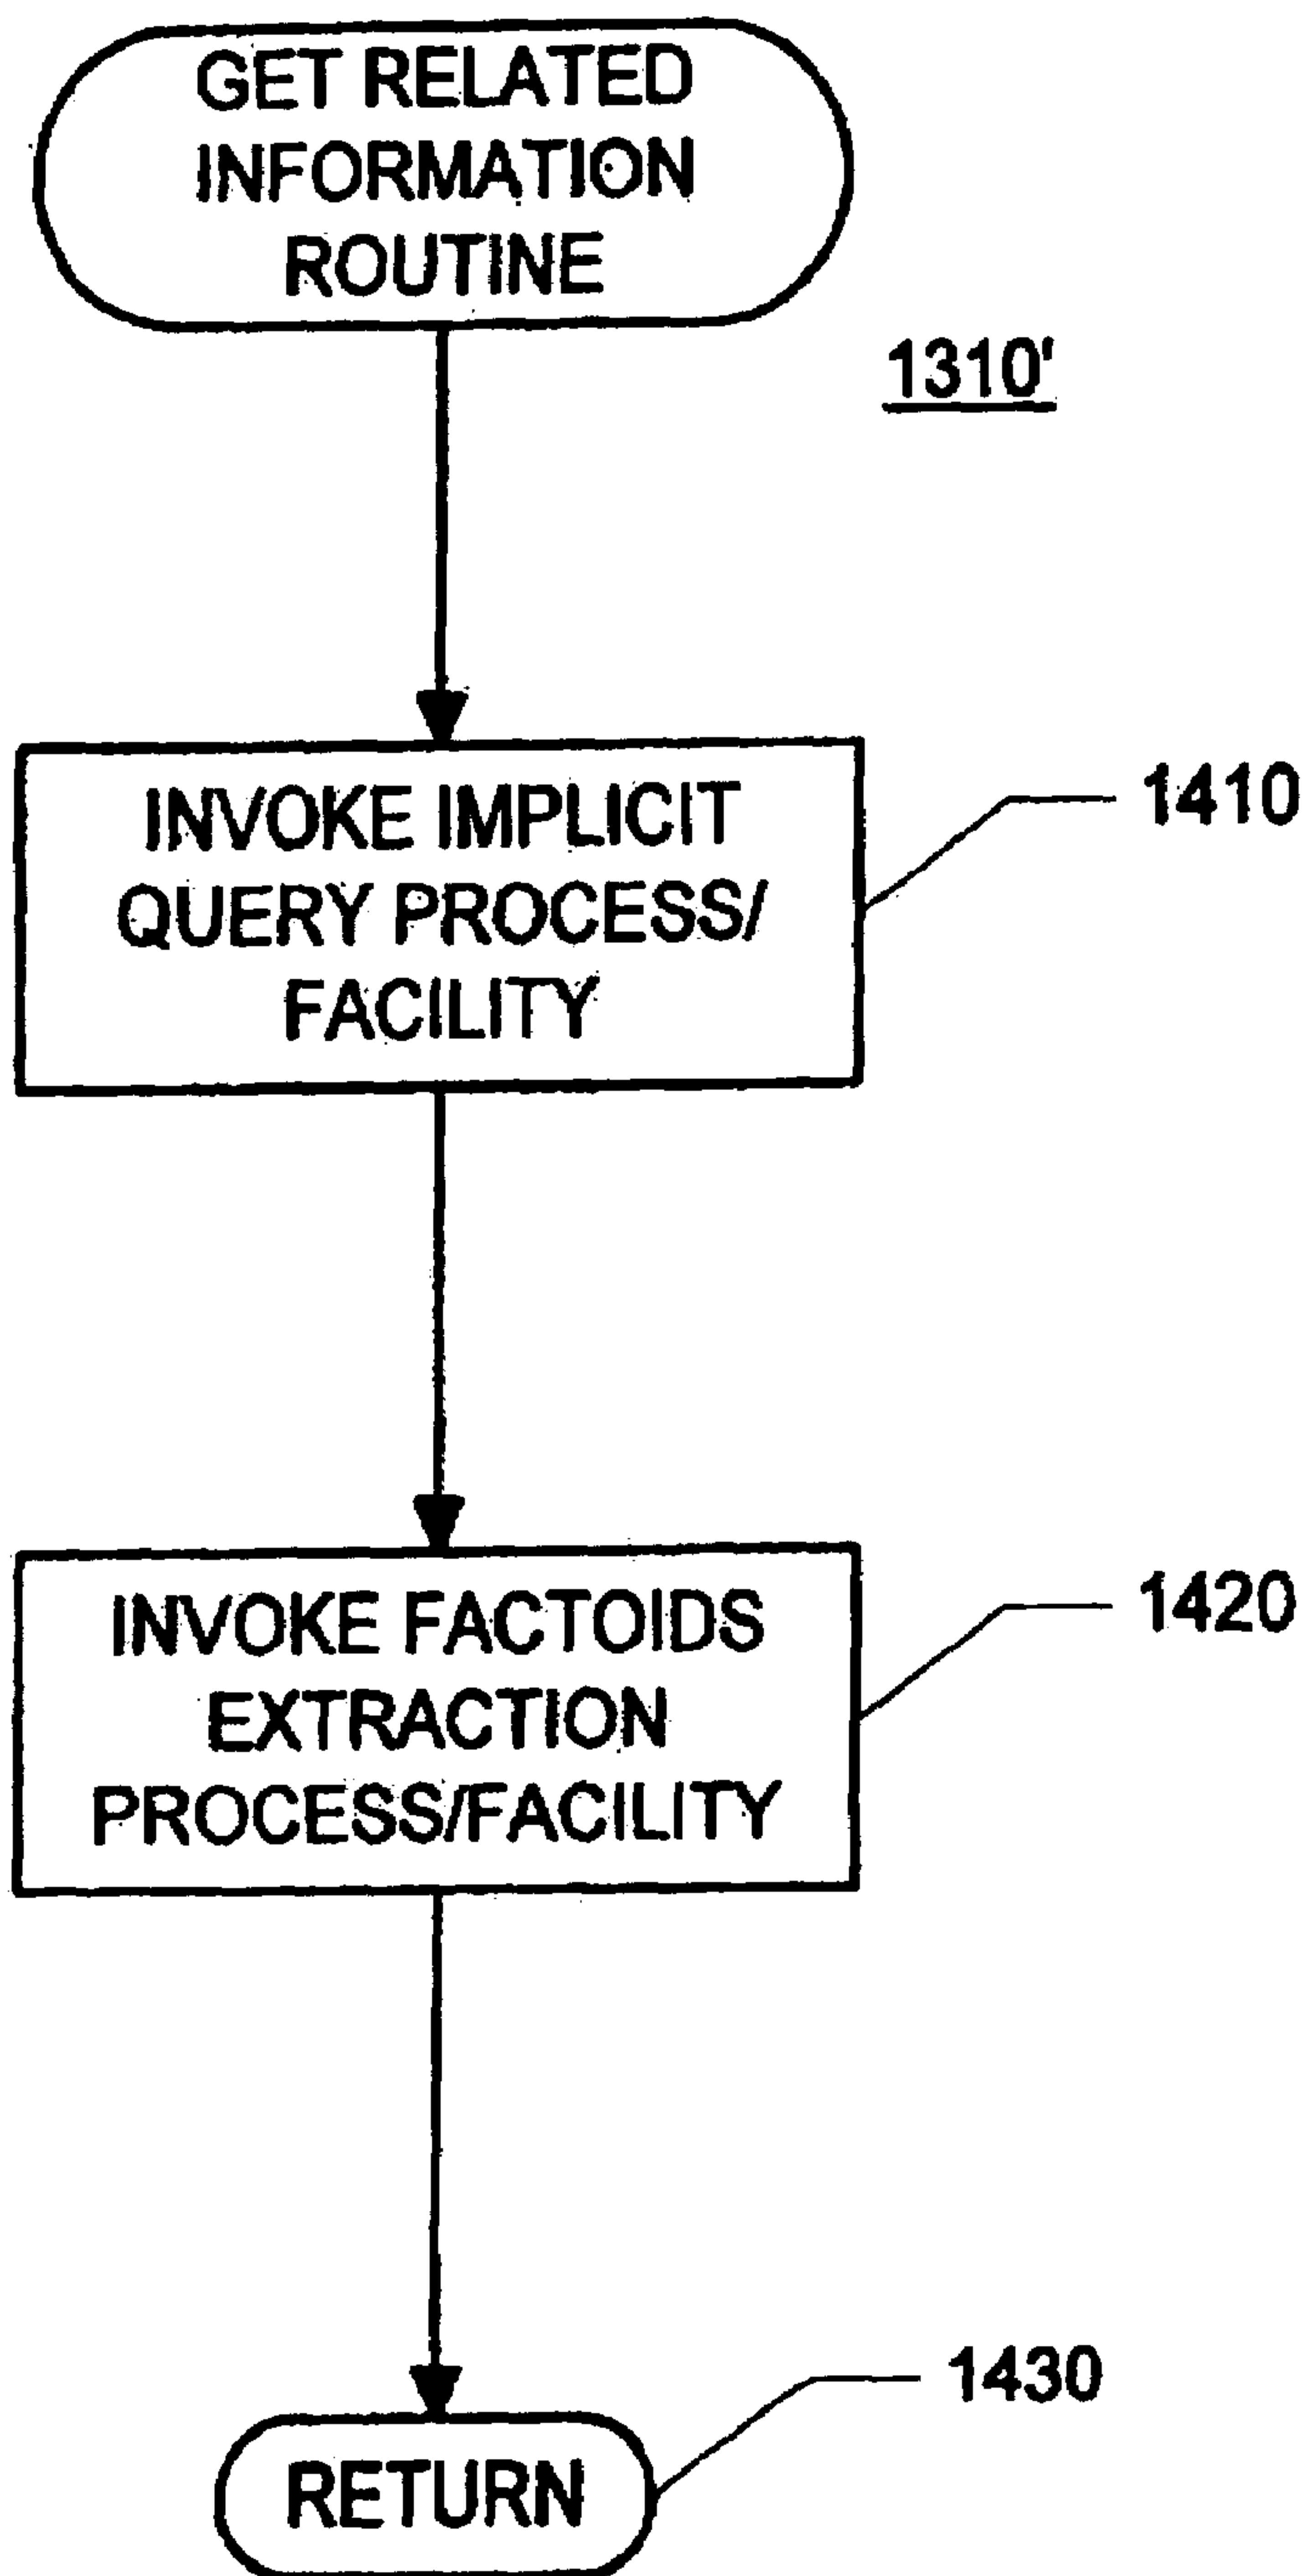 GET RELATED
INFORMATION
ROUTINE
1310'
INVOKE IMPLICIT
QUERY PROCESS/
FACILITY
1410
INVOKE FACTOIDS
EXTRACTION
PROCESS/FACILITY
1420
RETURN
1430